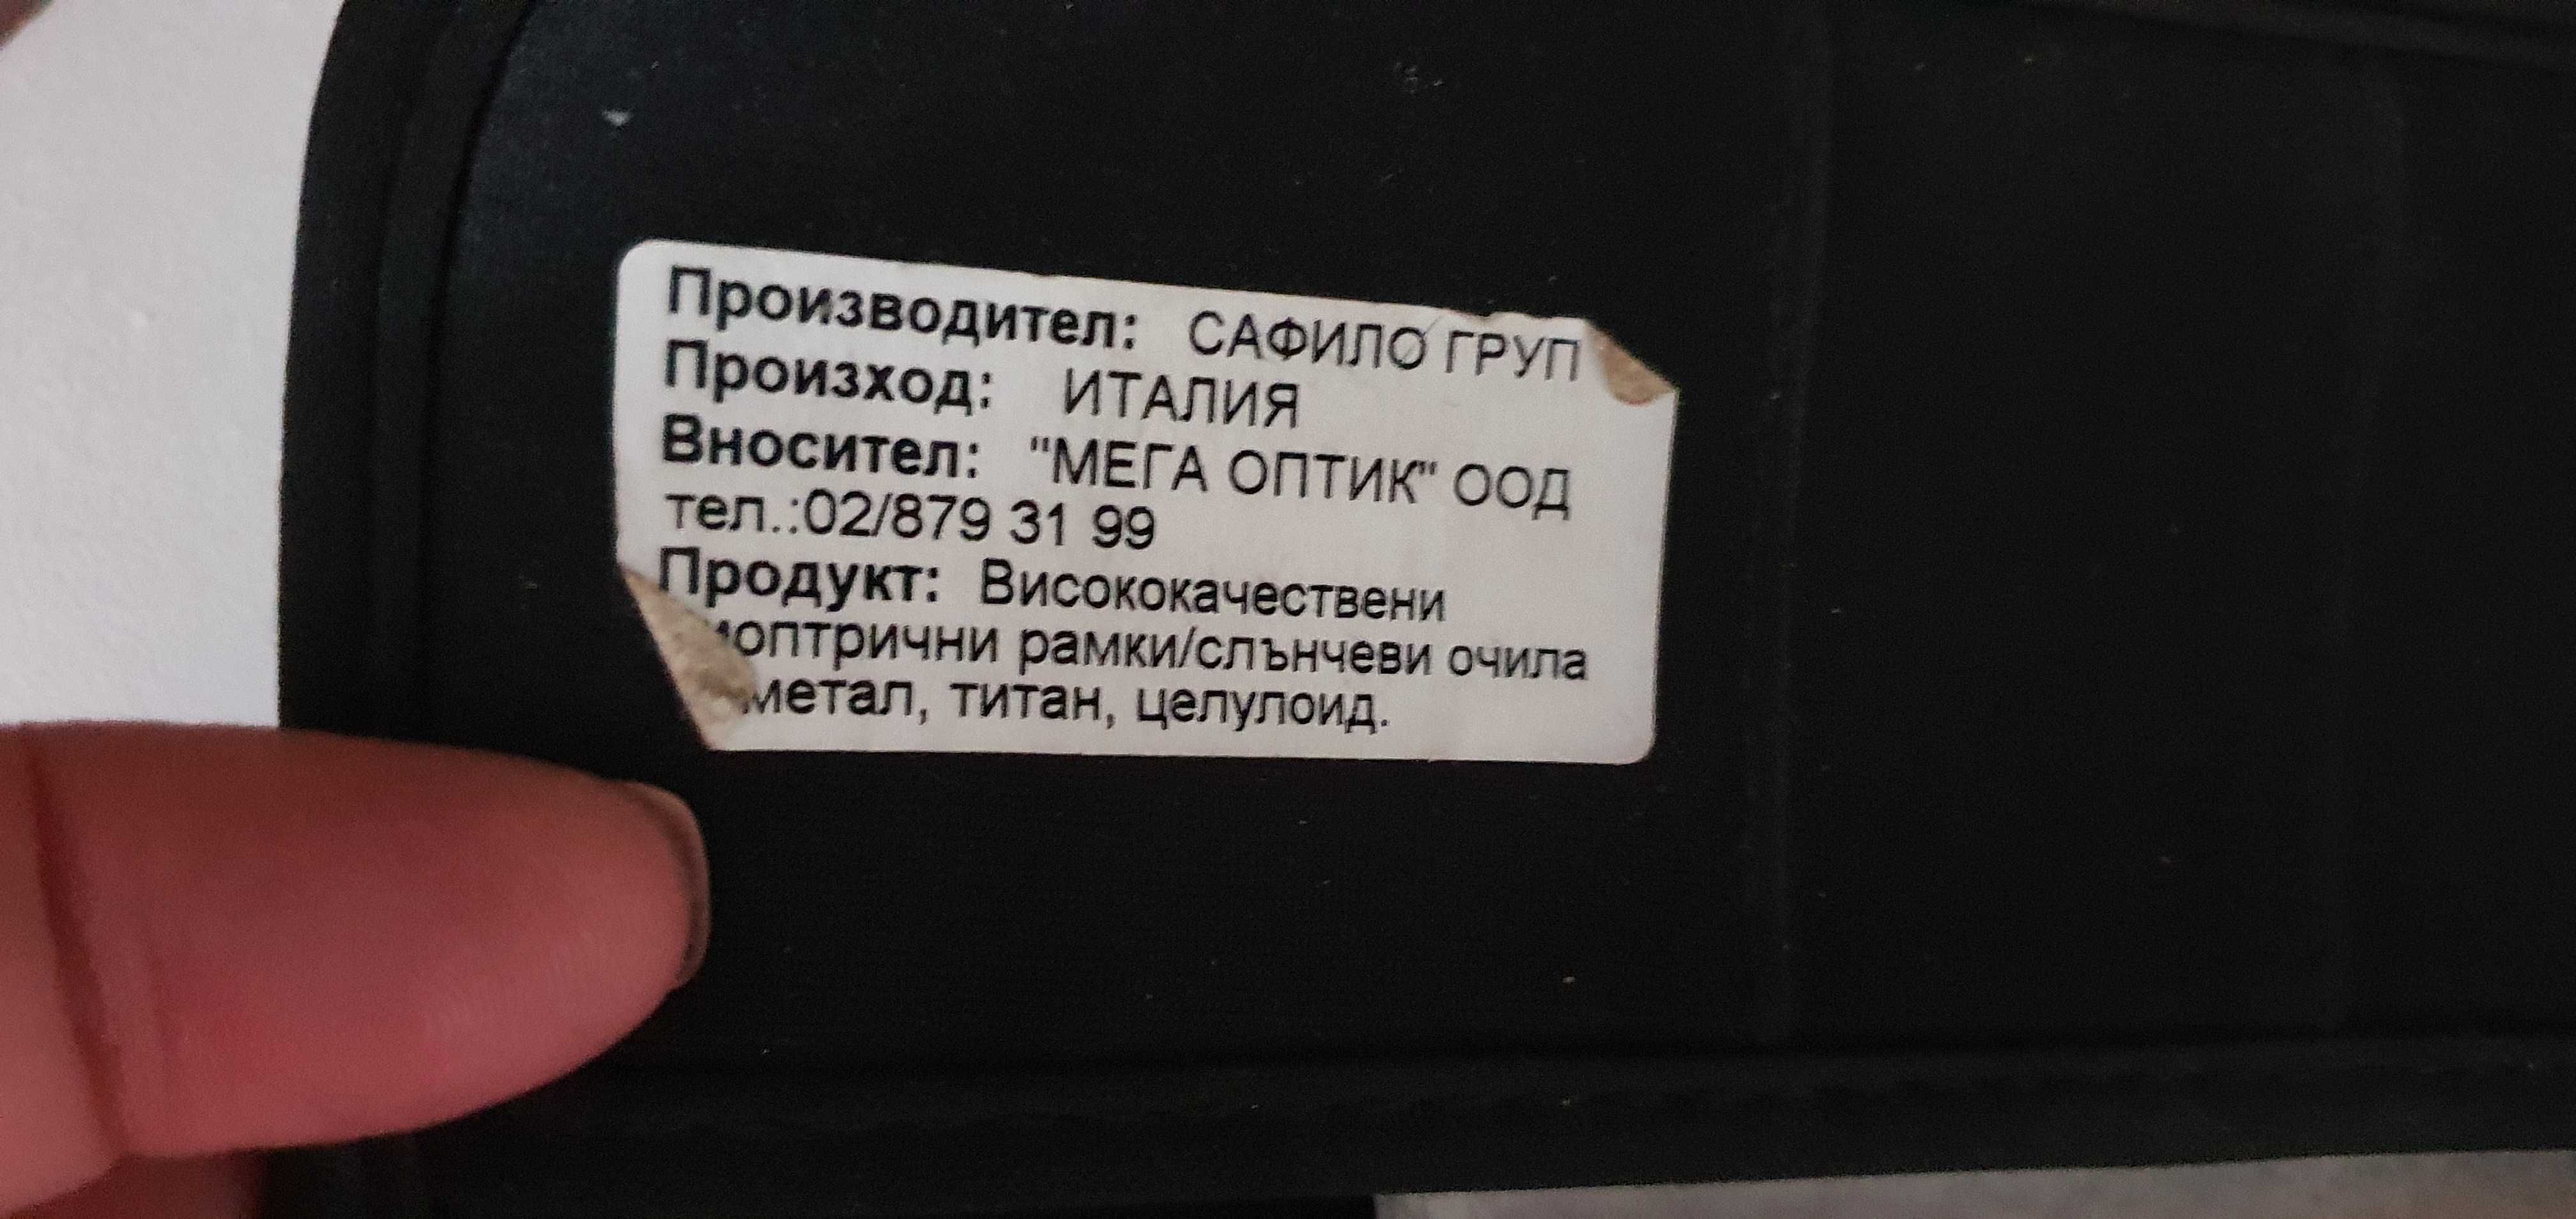 Производител: САФИЛО ГРУП
Произход: ИТАЛИЯ
Вносител: "МЕГА ОПТИК" ООД
тел.:02/879 31 99
Продукт: Висококачествени
диоптрични рамки/слънчеви очила
метал, титан, целулоид.